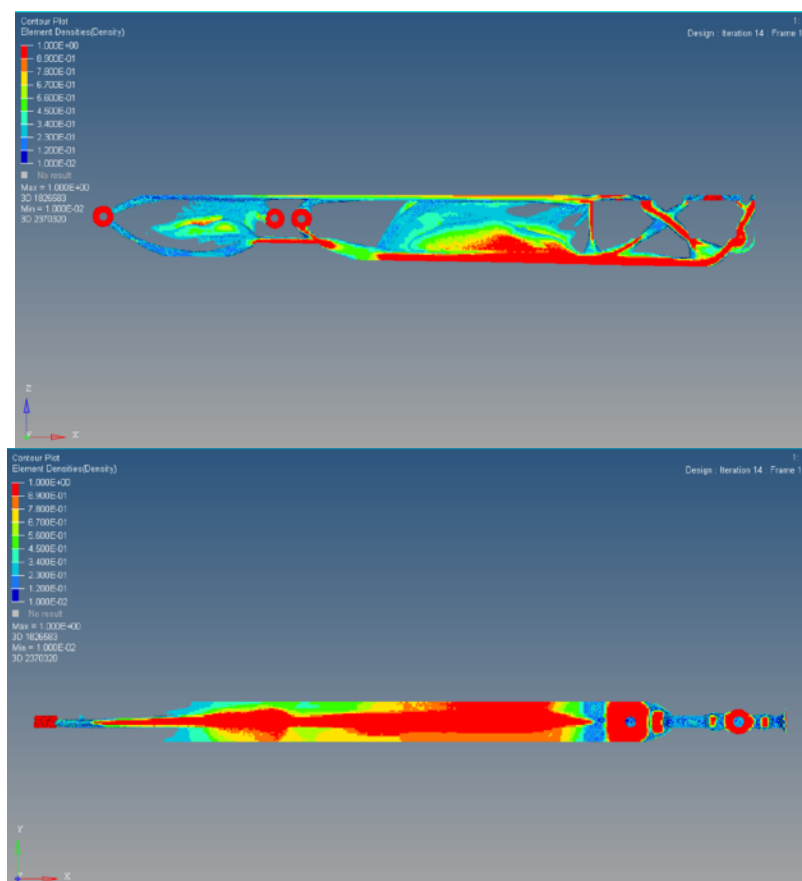 Contour Plot
Element Densities(Density)
1.000E+00
8.900E-01
7.800E-01
6.700E-01
5.600E-01
4.500E-01
3.400E-01
2.300E-01
1.200E-01
1.000E-02
No result
Max = 1.000E+00
3D 1826583
Min = 1.000E-02
3D 2370320
1:
Design : Iteration 14 : Frame 1
Z
Y
X
Contour Plot
Element Densities(Density)
1.000E+00
8.900E-01
7.800E-01
6.700E-01
5.600E-01
4.500E-01
3.400E-01
2.300E-01
1.200E-01
1.000E-02
No result
Max = 1.000E+00
3D 1826583
Min = 1.000E-02
3D 2370320
1:
Design : Iteration 14 : Frame 1
Y
X